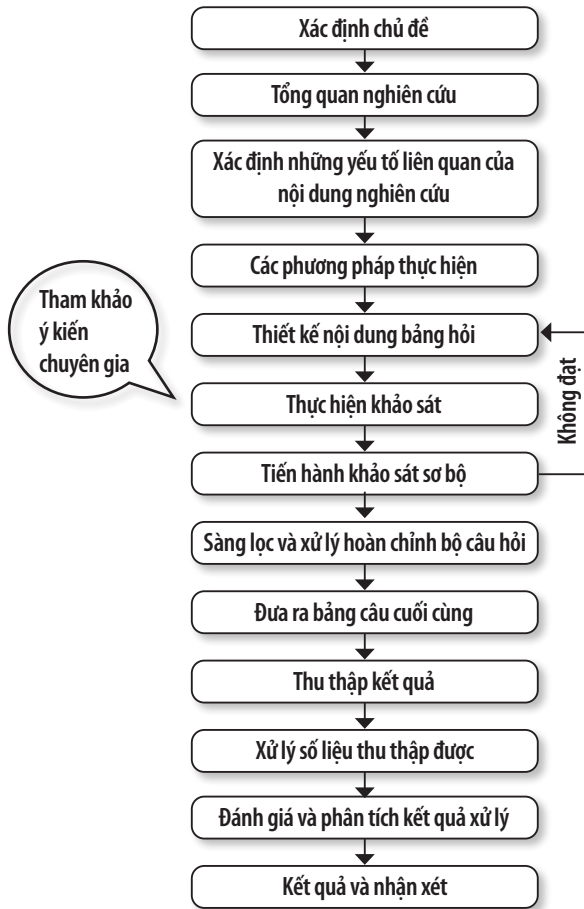 Xác định chủ đề
Tổng quan nghiên cứu
Xác định những yếu tố liên quan của
nội dung nghiên cứu
Các phương pháp thực hiện
Tham khảo
ý kiến
chuyên gia
Thiết kế nội dung bảng hỏi
Không đạt
Thực hiện khảo sát
Tiến hành khảo sát sơ bộ
Sàng lọc và xử lý hoàn chỉnh bộ câu hỏi
Đưa ra bảng câu cuối cùng
Thu thập kết quả
Xử lý số liệu thu thập được
Đánh giá và phân tích kết quả xử lý
Kết quả và nhận xét